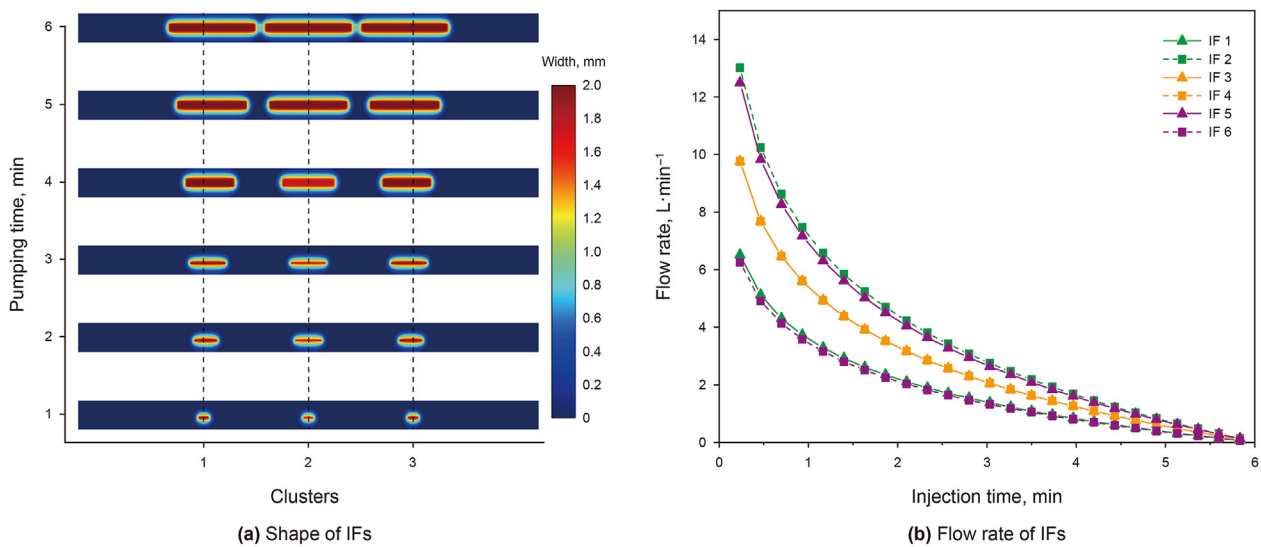 6
5
4
3
2
1
Pumping time, min
1 2 3
Clusters
Width, mm
2.0
1.8
1.6
1.4
1.2
1.0
0.8
0.6
0.4
0.2
0
(a) Shape of IFs
14
12
10
8
6
4
2
0
Flow rate, L·min⁻¹
IF 1
IF 2
IF 3
IF 4
IF 5
IF 6
0 1 2 3 4 5 6
Injection time, min
(b) Flow rate of IFs